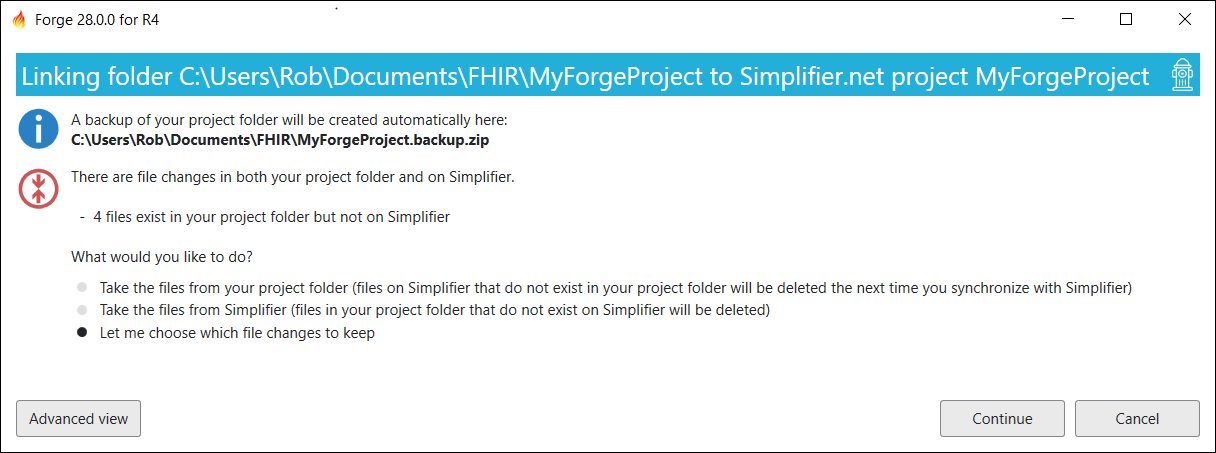 Forge 28.0.0 for R4
Linking folder C:\Users\Rob\Documents\FHIR\MyForgeProject to Simplifier.net project MyForgeProject
A backup of your project folder will be created automatically here:
C:\Users\Rob\Documents\FHIR\MyForgeProject.backup.zip
There are file changes in both your project folder and on Simplifier.
- 4 files exist in your project folder but not on Simplifier
What would you like to do?
Take the files from your project folder (files on Simplifier that do not exist in your project folder will be deleted the next time you synchronize with Simplifier)
Take the files from Simplifier (files in your project folder that do not exist on Simplifier will be deleted)
Let me choose which file changes to keep
Advanced view
Continue
Cancel